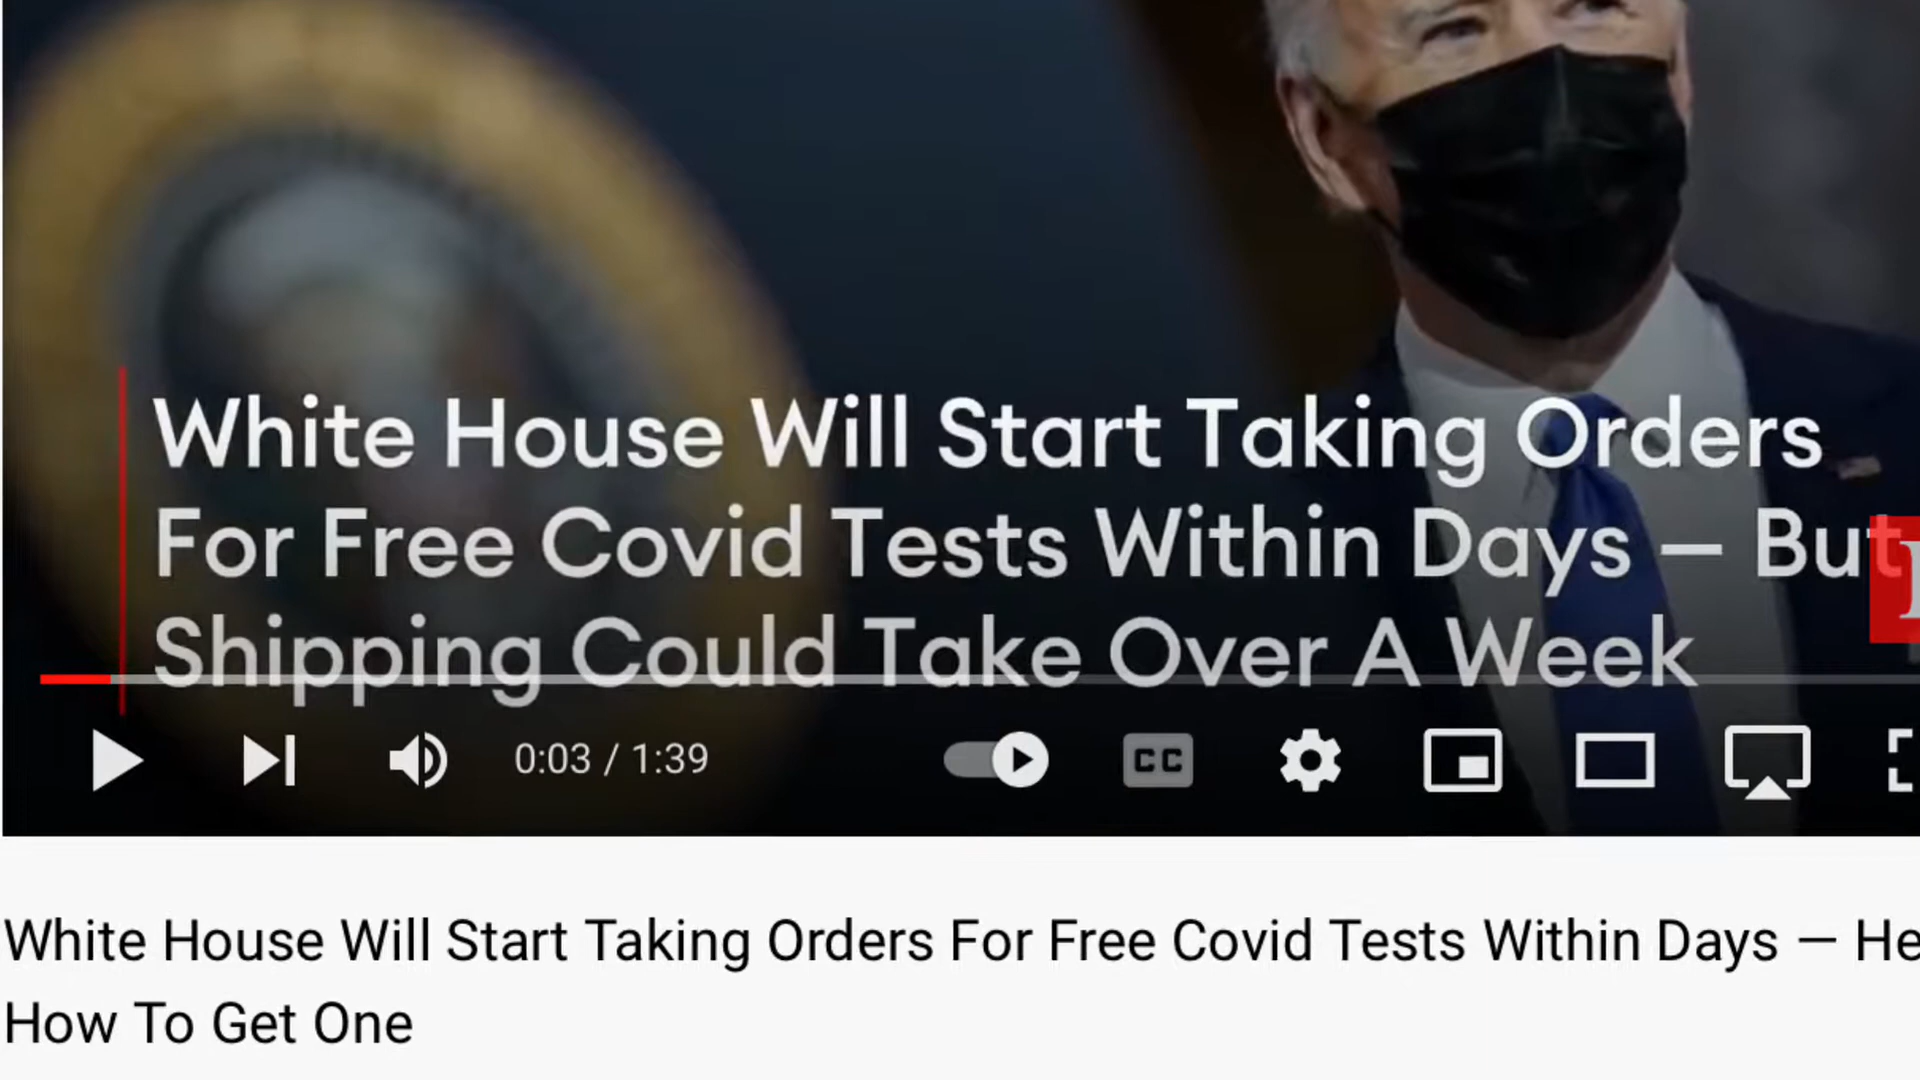 White House Will Start Taking Orders
For Free Covid Tests Within Days — But
Shipping Could Take Over A Week
0:03 / 1:39
CC
White House Will Start Taking Orders For Free Covid Tests Within Days — He
How To Get One